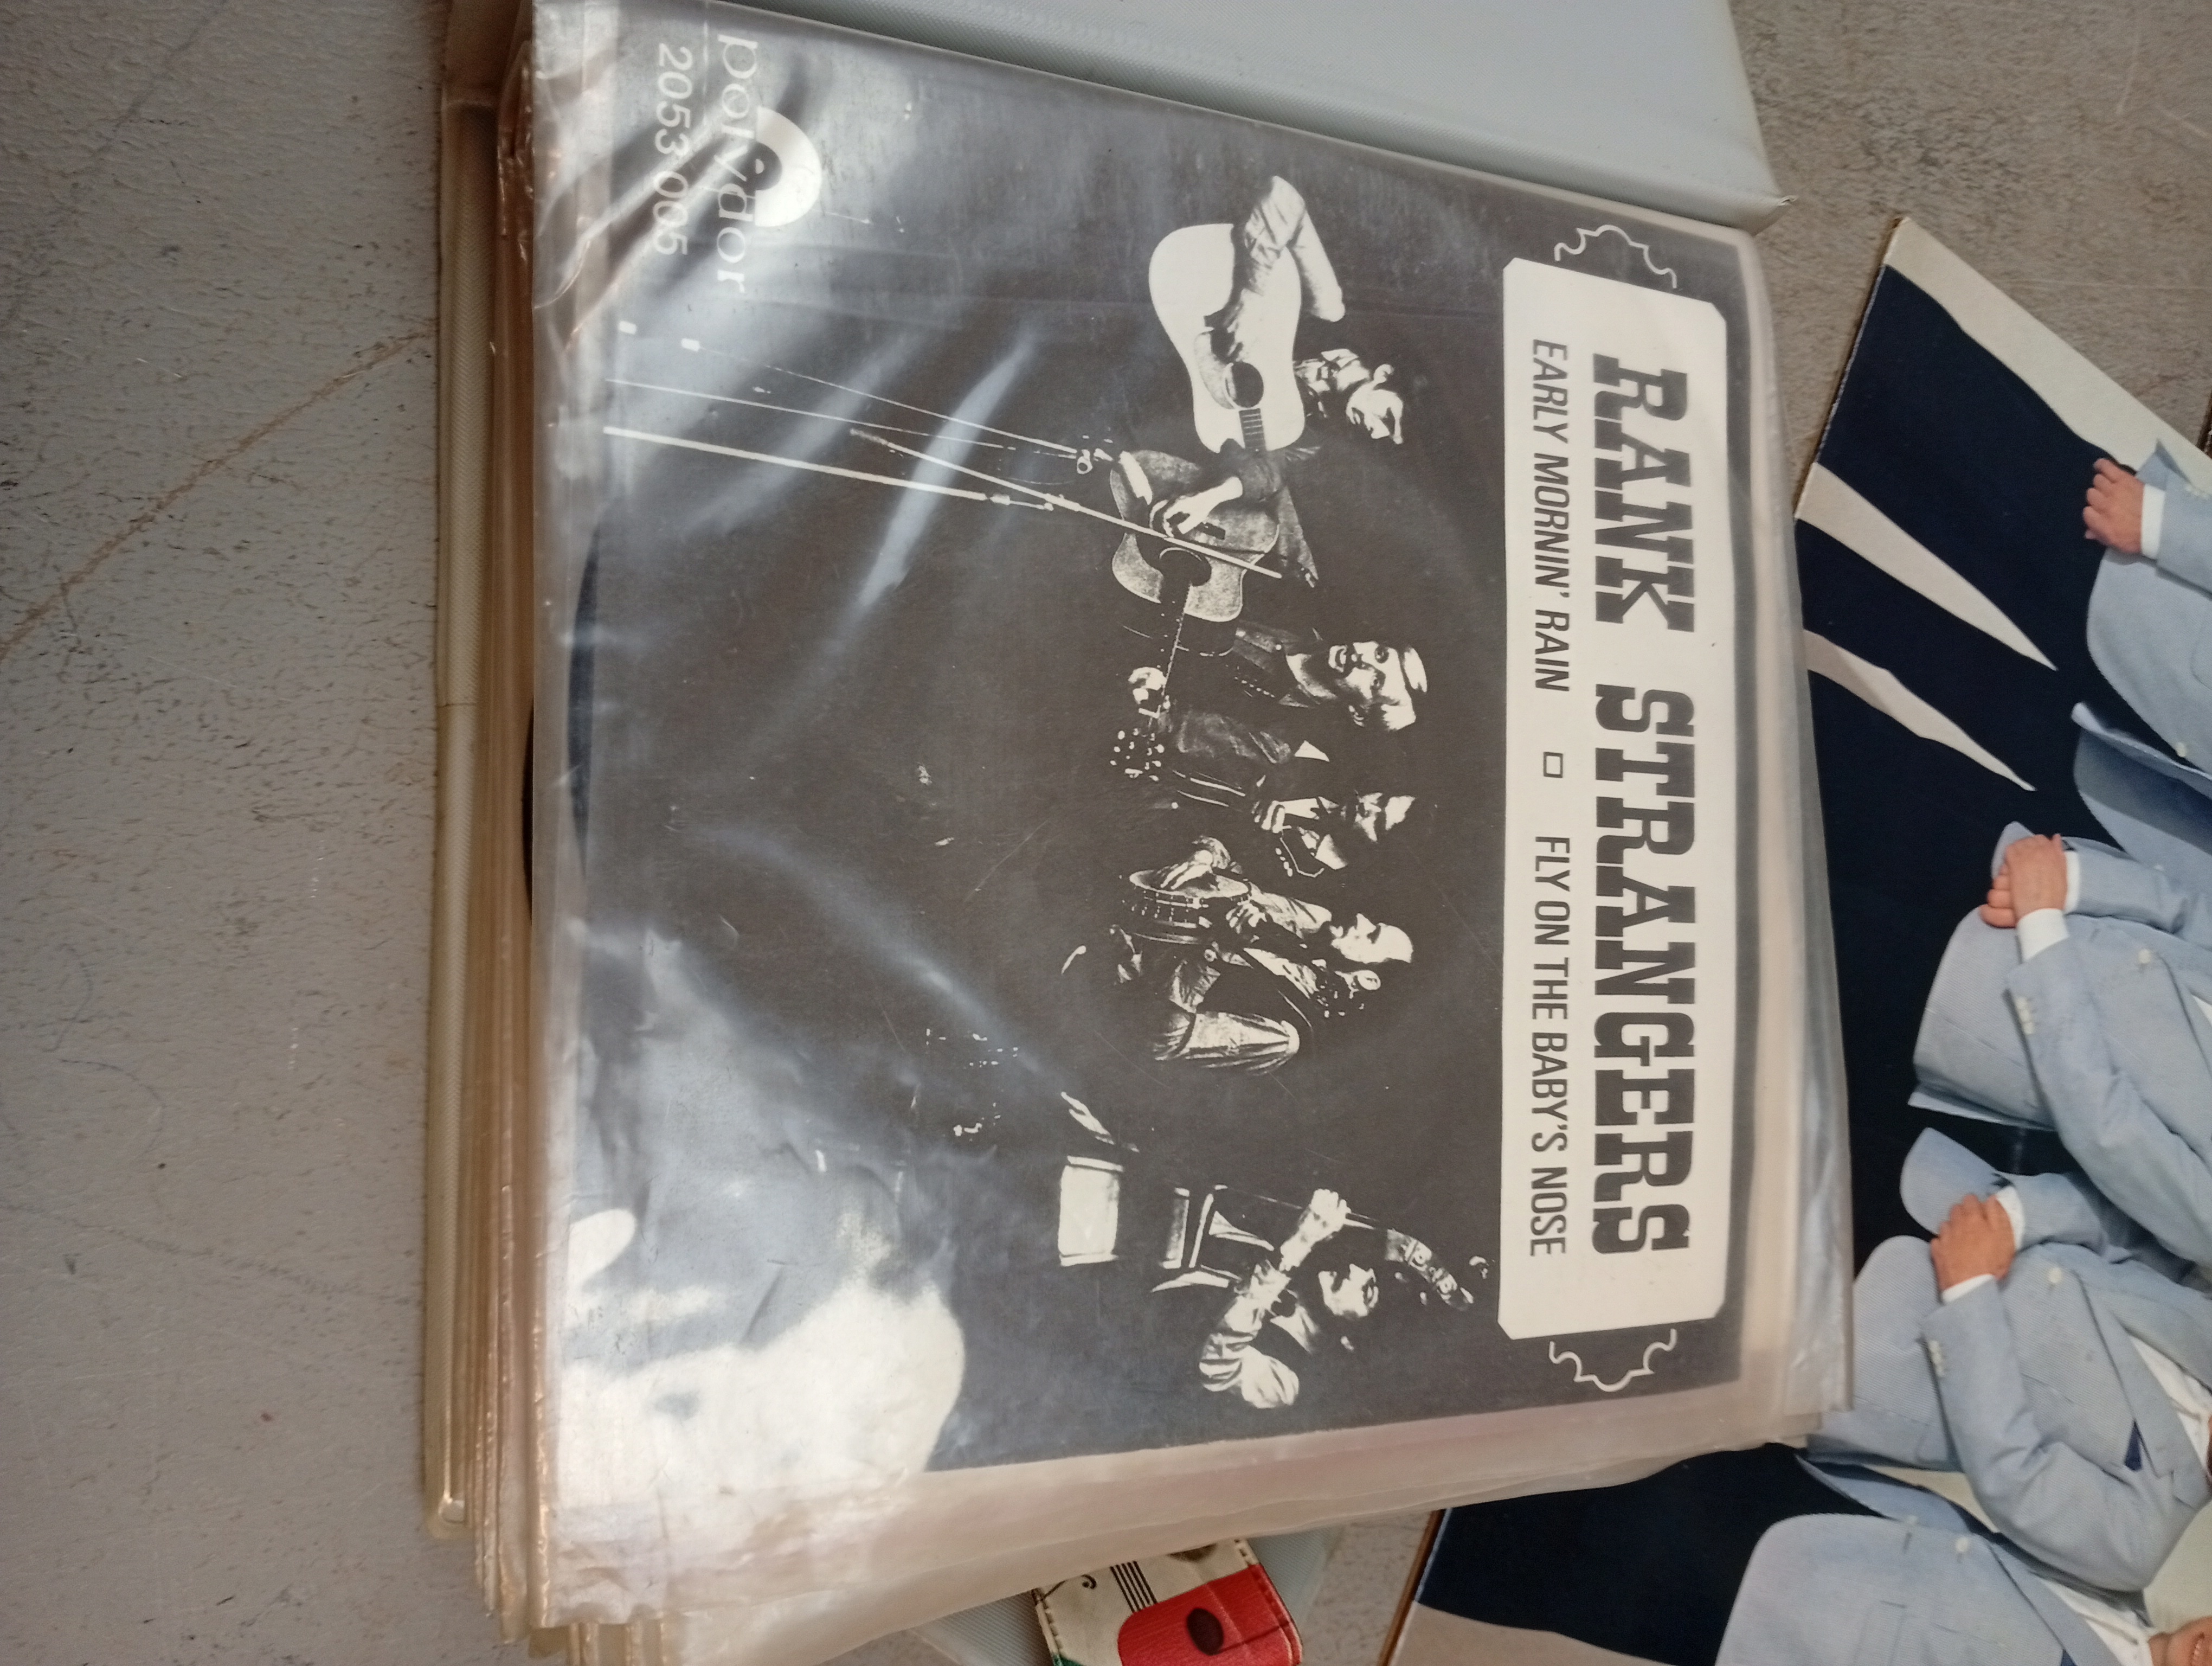 RANK STRANGERS
EARLY MORNIN' RAIN □ FLY ON THE BABY'S NOSE
polydor
2053 005